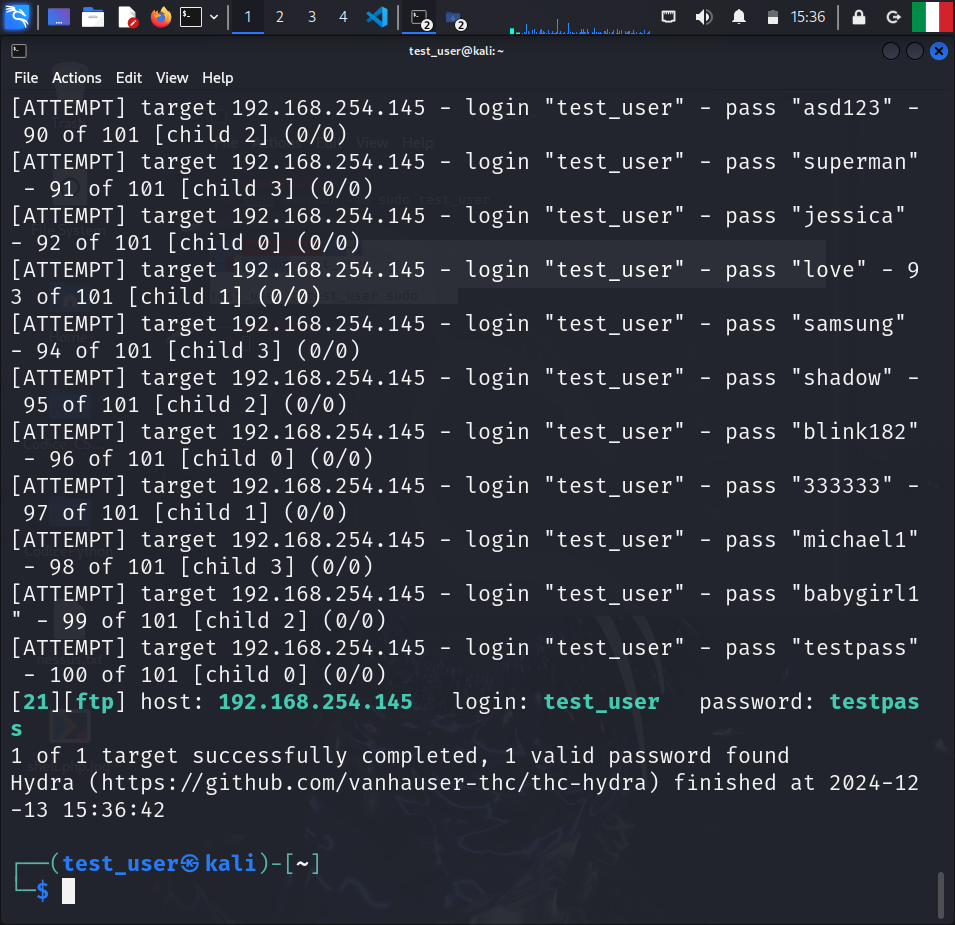 1 2 3 4 2 2 15:36
test_user@kali: ~
File Actions Edit View Help
[ATTEMPT] target 192.168.254.145 - login "test_user" - pass "asd123" -
90 of 101 [child 2] (0/0)
[ATTEMPT] target 192.168.254.145 - login "test_user" - pass "superman"
- 91 of 101 [child 3] (0/0)
[ATTEMPT] target 192.168.254.145 - login "test_user" - pass "jessica"
- 92 of 101 [child 0] (0/0)
[ATTEMPT] target 192.168.254.145 - login "test_user" - pass "love" - 9
3 of 101 [child 1] (0/0)
[ATTEMPT] target 192.168.254.145 - login "test_user" - pass "samsung"
- 94 of 101 [child 3] (0/0)
[ATTEMPT] target 192.168.254.145 - login "test_user" - pass "shadow" -
95 of 101 [child 2] (0/0)
[ATTEMPT] target 192.168.254.145 - login "test_user" - pass "blink182"
- 96 of 101 [child 0] (0/0)
[ATTEMPT] target 192.168.254.145 - login "test_user" - pass "333333" -
97 of 101 [child 1] (0/0)
[ATTEMPT] target 192.168.254.145 - login "test_user" - pass "michael1"
- 98 of 101 [child 3] (0/0)
[ATTEMPT] target 192.168.254.145 - login "test_user" - pass "babygirl1
" - 99 of 101 [child 2] (0/0)
[ATTEMPT] target 192.168.254.145 - login "test_user" - pass "testpass"
- 100 of 101 [child 0] (0/0)
[21][ftp] host: 192.168.254.145   login: test_user   password: testpas
s
1 of 1 target successfully completed, 1 valid password found
Hydra (https://github.com/vanhauser-thc/thc-hydra) finished at 2024-12
-13 15:36:42
┌──(test_user㉿kali)-[~]
└─$